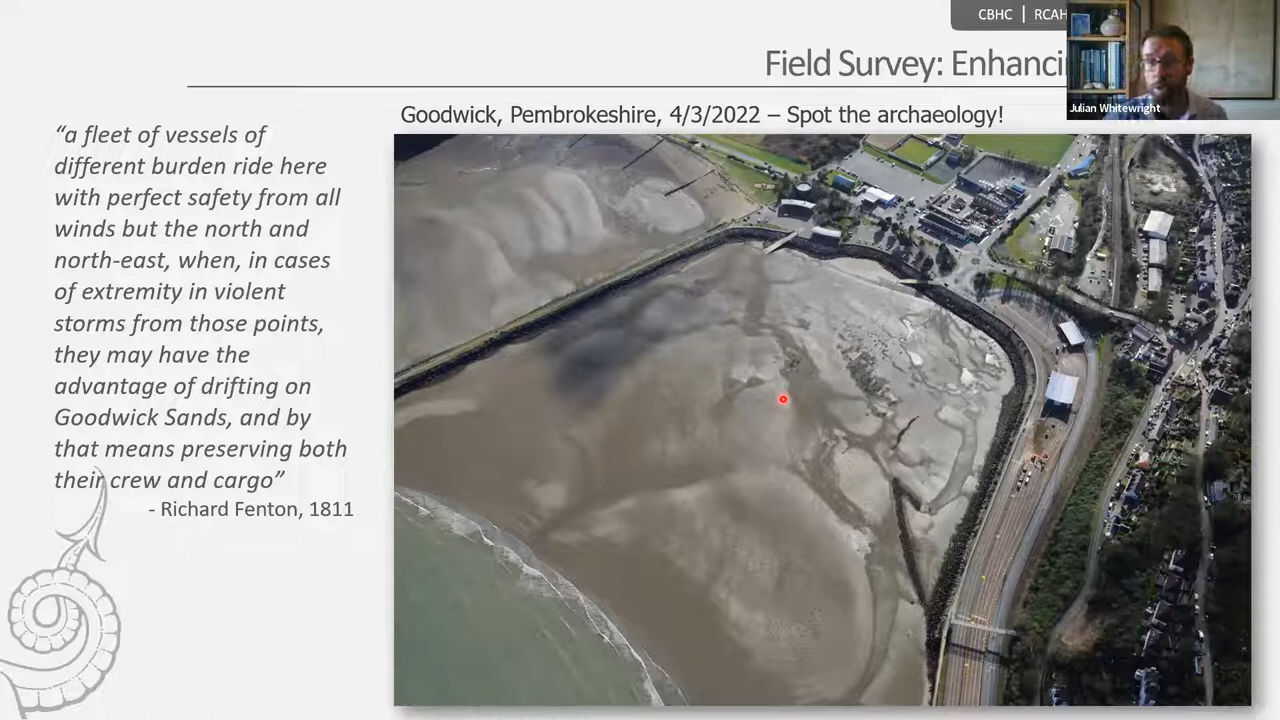 CBHC | RCAH
Field Survey: Enhanci
Julian Whitewright
Goodwick, Pembrokeshire, 4/3/2022 – Spot the archaeology!
“a fleet of vessels of
different burden ride here
with perfect safety from all
winds but the north and
north-east, when, in cases
of extremity in violent
storms from those points,
they may have the
advantage of drifting on
Goodwick Sands, and by
that means preserving both
their crew and cargo”
- Richard Fenton, 1811